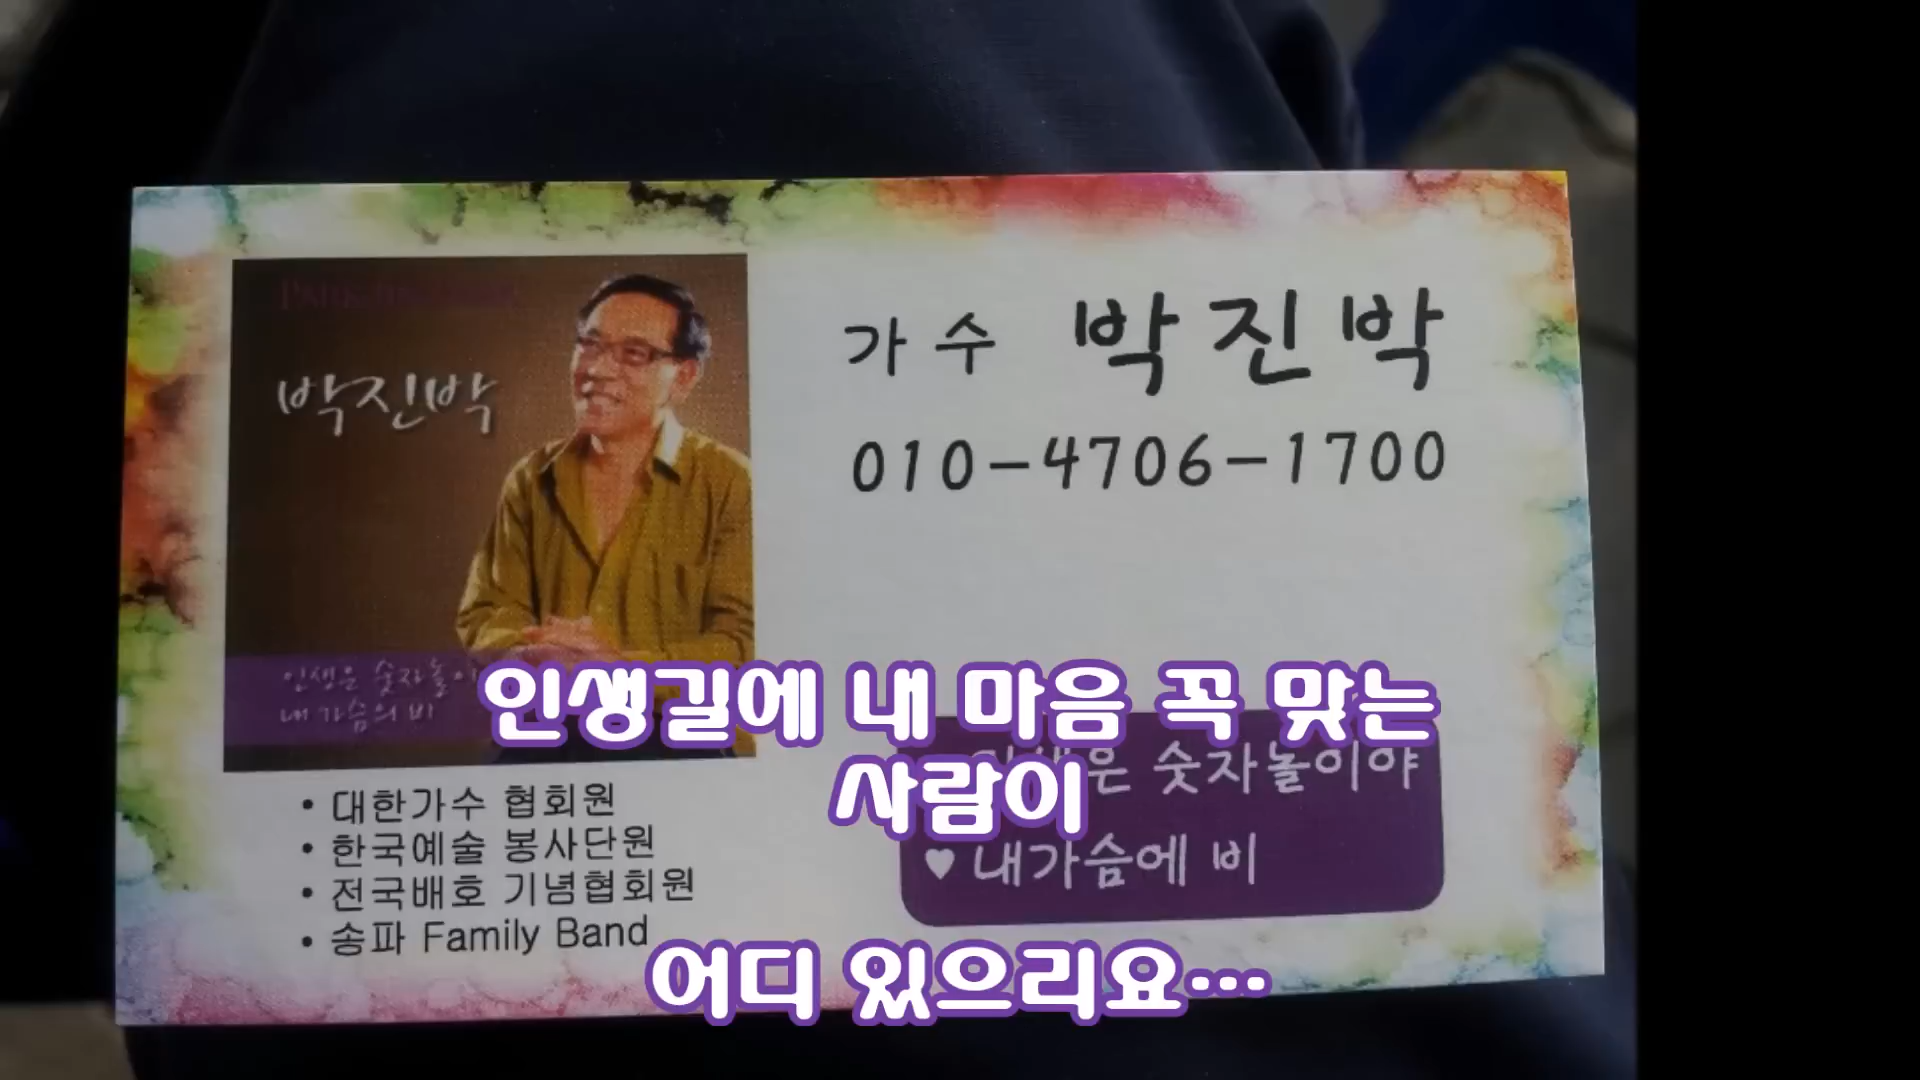 박진박
인생은 숫자놀이
내 가슴의 비
가수 박진박
010-4706-1700
인생길에 내 마음 꼭 맞는
사람이
어디 있으리요…
은 숫자놀이야
♥ 내가슴에 비
• 대한가수 협회원
• 한국예술 봉사단원
• 전국배호 기념협회원
• 송파 Family Band